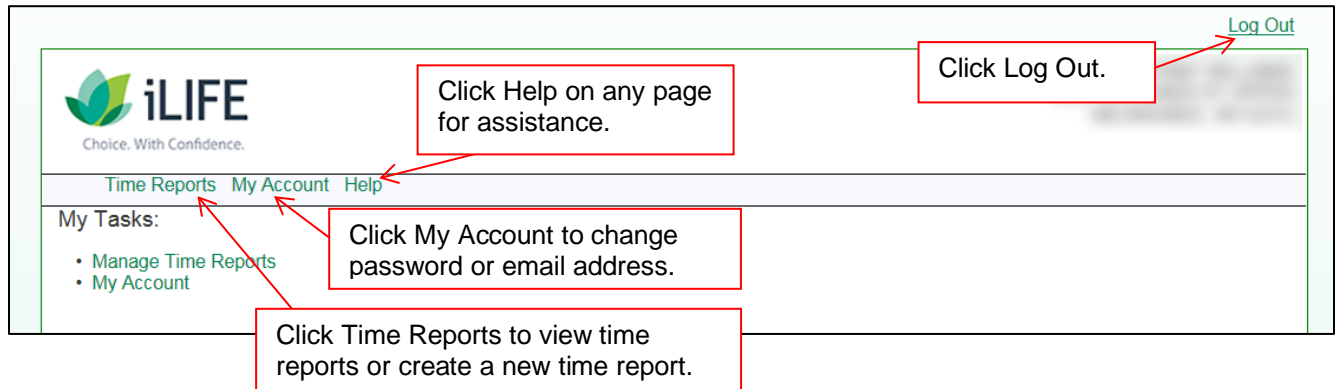 Log Out
Click Log Out.
iLIFE
Choice. With Confidence.
Click Help on any page
for assistance.
Time Reports My Account Help
My Tasks:
• Manage Time Reports
• My Account
Click My Account to change
password or email address.
Click Time Reports to view time
reports or create a new time report.